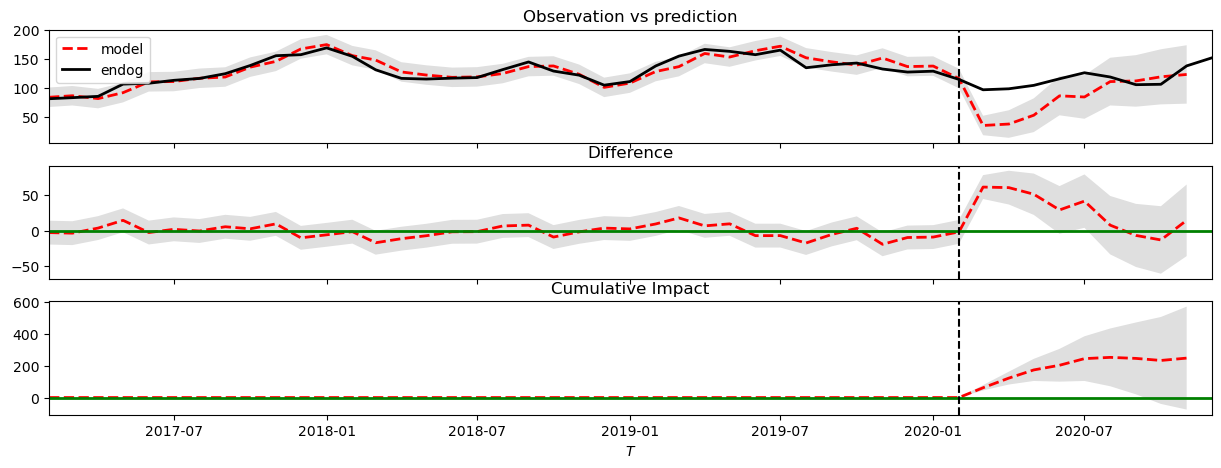 Observation vs prediction
200
150
100
50
model
endog
Difference
50
0
−50
Cumulative Impact
600
400
200
0
2017-07 2018-01 2018-07 2019-01 2019-07 2020-01 2020-07
T